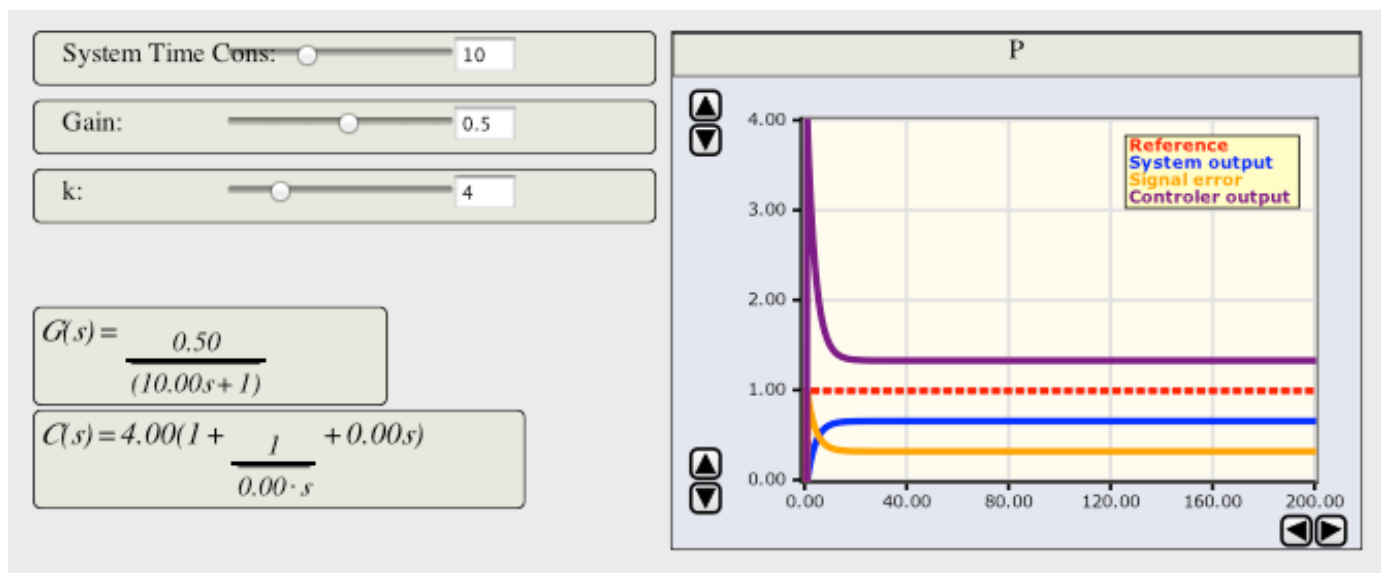 System Time Cons: 10
Gain: 0.5
k: 4
G(s) = 0.50
(10.00s+1)
C(s)=4.00(1+ 1 +0.00s)
0.00·s
P
4.00
3.00
2.00
1.00
0.00
Reference
System output
Signal error
Controler output
0.00 40.00 80.00 120.00 160.00 200.00